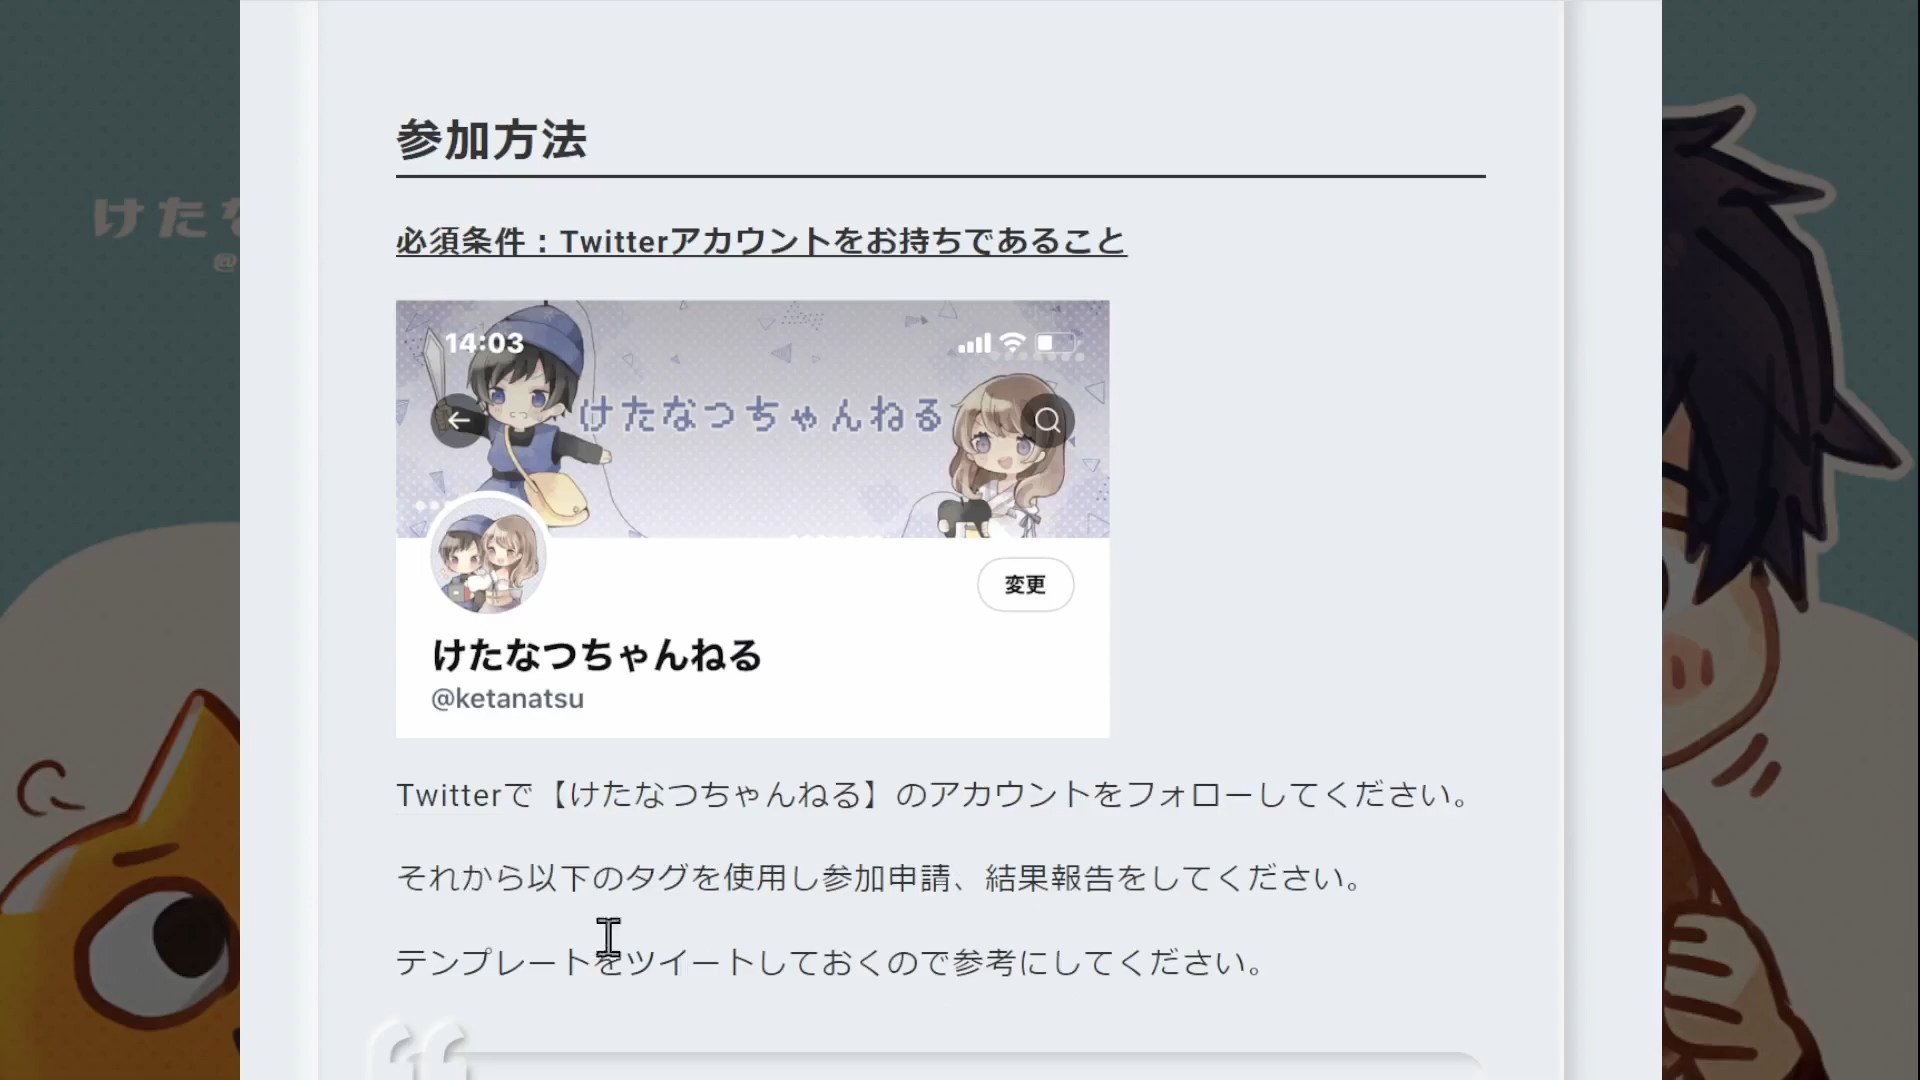 参加方法
必須条件：Twitterアカウントをお持ちであること
けたな
@
14:03
けたなつちゃんねる
変更
けたなつちゃんねる
@ketanatsu
Twitterで【けたなつちゃんねる】のアカウントをフォローしてください。
それから以下のタグを使用し参加申請、結果報告をしてください。
テンプレートをツイートしておくので参考にしてください。